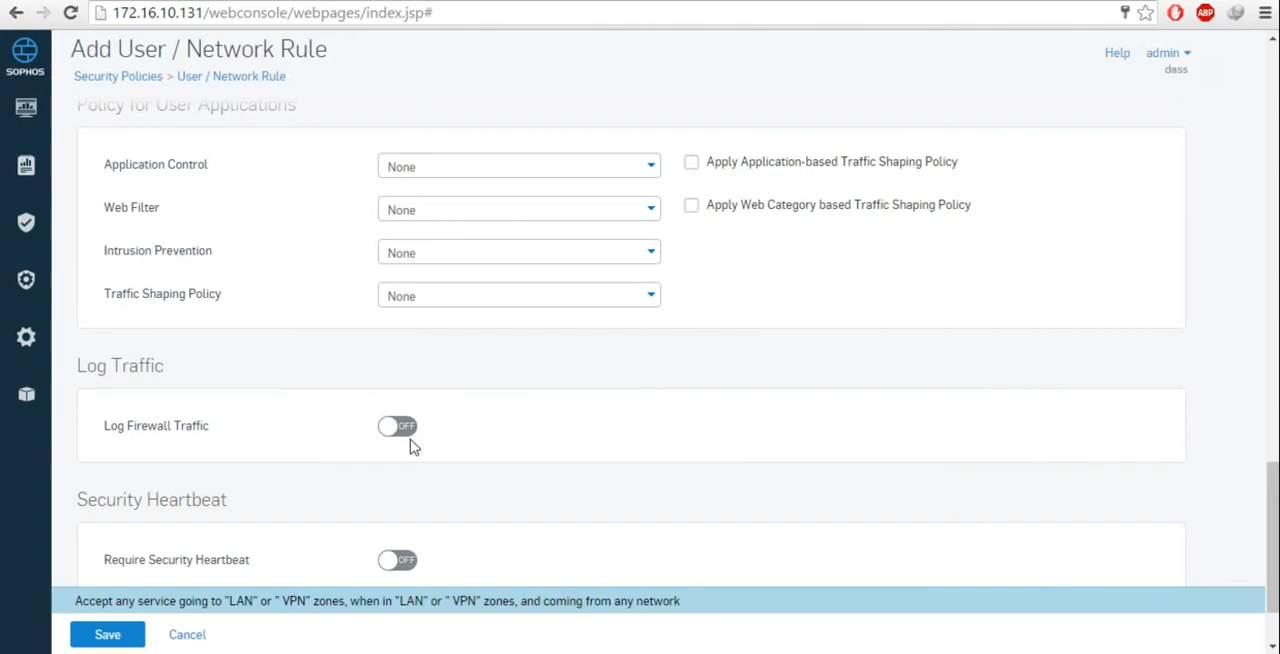 172.16.10.131/webconsole/webpages/index.jsp#
ABP
SOPHOS
Add User / Network Rule
Help admin
dass
Security Policies > User / Network Rule
Policy for User Applications
Application Control None Apply Application-based Traffic Shaping Policy
Web Filter None Apply Web Category based Traffic Shaping Policy
Intrusion Prevention None
Traffic Shaping Policy None
Log Traffic
Log Firewall Traffic OFF
Security Heartbeat
Require Security Heartbeat OFF
Accept any service going to "LAN" or " VPN" zones, when in "LAN" or " VPN" zones, and coming from any network
Save Cancel